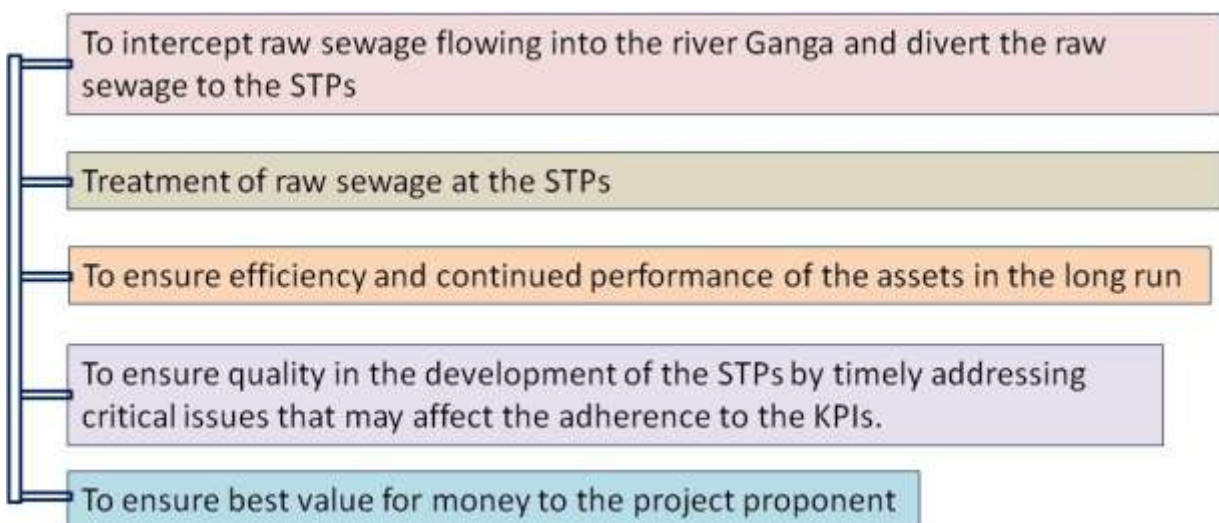 To intercept raw sewage flowing into the river Ganga and divert the raw
sewage to the STPs
Treatment of raw sewage at the STPs
To ensure efficiency and continued performance of the assets in the long run
To ensure quality in the development of the STPs by timely addressing
critical issues that may affect the adherence to the KPIs.
To ensure best value for money to the project proponent